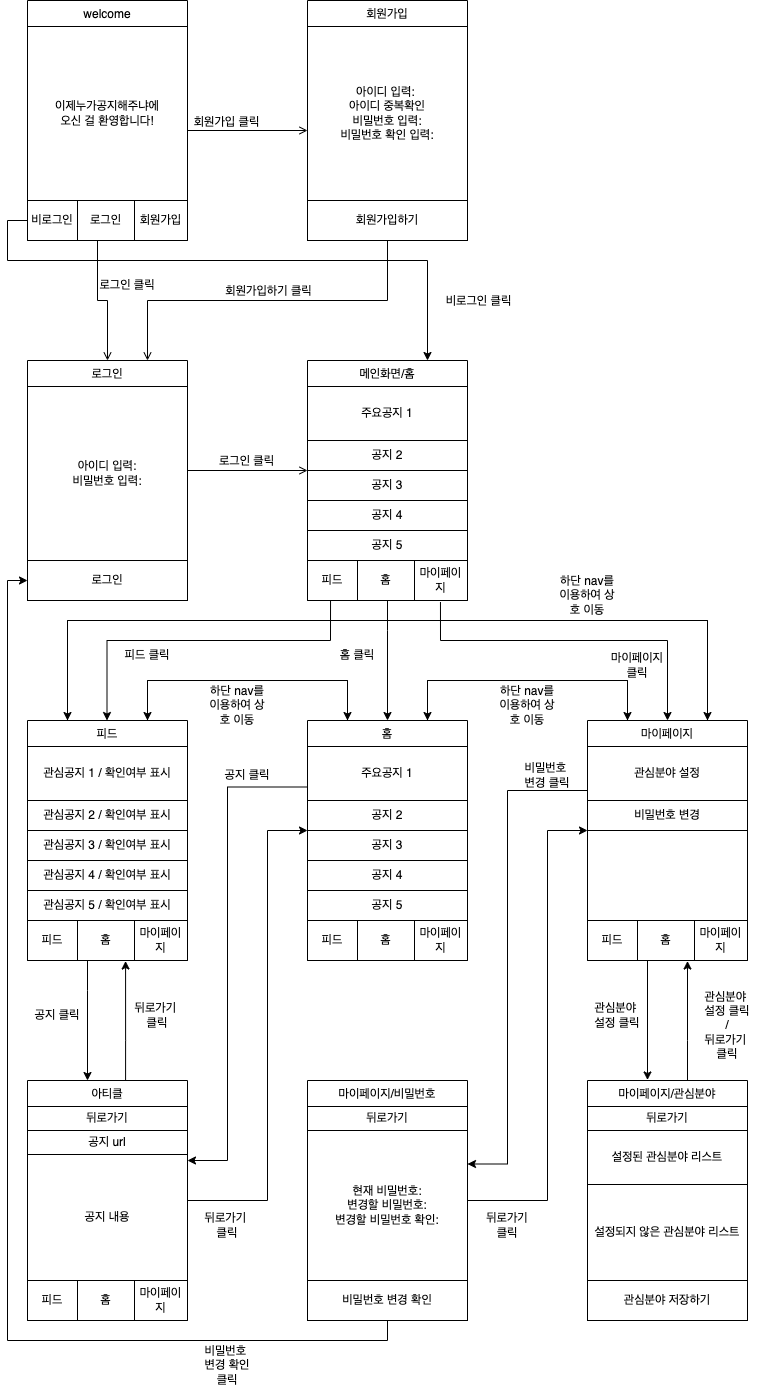 welcome
이제누가공지해주냐에
오신 걸 환영합니다!
비로그인
로그인
회원가입
회원가입 클릭
회원가입
아이디 입력:
아이디 중복확인
비밀번호 입력:
비밀번호 확인 입력:
회원가입하기
로그인 클릭
회원가입하기 클릭
비로그인 클릭
로그인
아이디 입력:
비밀번호 입력:
로그인
로그인 클릭
메인화면/홈
주요공지 1
공지 2
공지 3
공지 4
공지 5
피드
홈
마이페이
지
하단 nav를
이용하여 상
호 이동
피드 클릭
홈 클릭
마이페이지
클릭
하단 nav를
이용하여 상
호 이동
하단 nav를
이용하여 상
호 이동
피드
관심공지 1 / 확인여부 표시
관심공지 2 / 확인여부 표시
관심공지 3 / 확인여부 표시
관심공지 4 / 확인여부 표시
관심공지 5 / 확인여부 표시
피드
홈
마이페이
지
공지 클릭
홈
주요공지 1
공지 2
공지 3
공지 4
공지 5
피드
홈
마이페이
지
비밀번호
변경 클릭
마이페이지
관심분야 설정
비밀번호 변경
피드
홈
마이페이
지
공지 클릭
뒤로가기
클릭
관심분야
설정 클릭
관심분야
설정 클릭
/
뒤로가기
클릭
아티클
뒤로가기
공지 url
공지 내용
피드
홈
마이페이
지
뒤로가기
클릭
마이페이지/비밀번호
뒤로가기
현재 비밀번호:
변경할 비밀번호:
변경할 비밀번호 확인:
비밀번호 변경 확인
뒤로가기
클릭
마이페이지/관심분야
뒤로가기
설정된 관심분야 리스트
설정되지 않은 관심분야 리스트
관심분야 저장하기
비밀번호
변경 확인
클릭